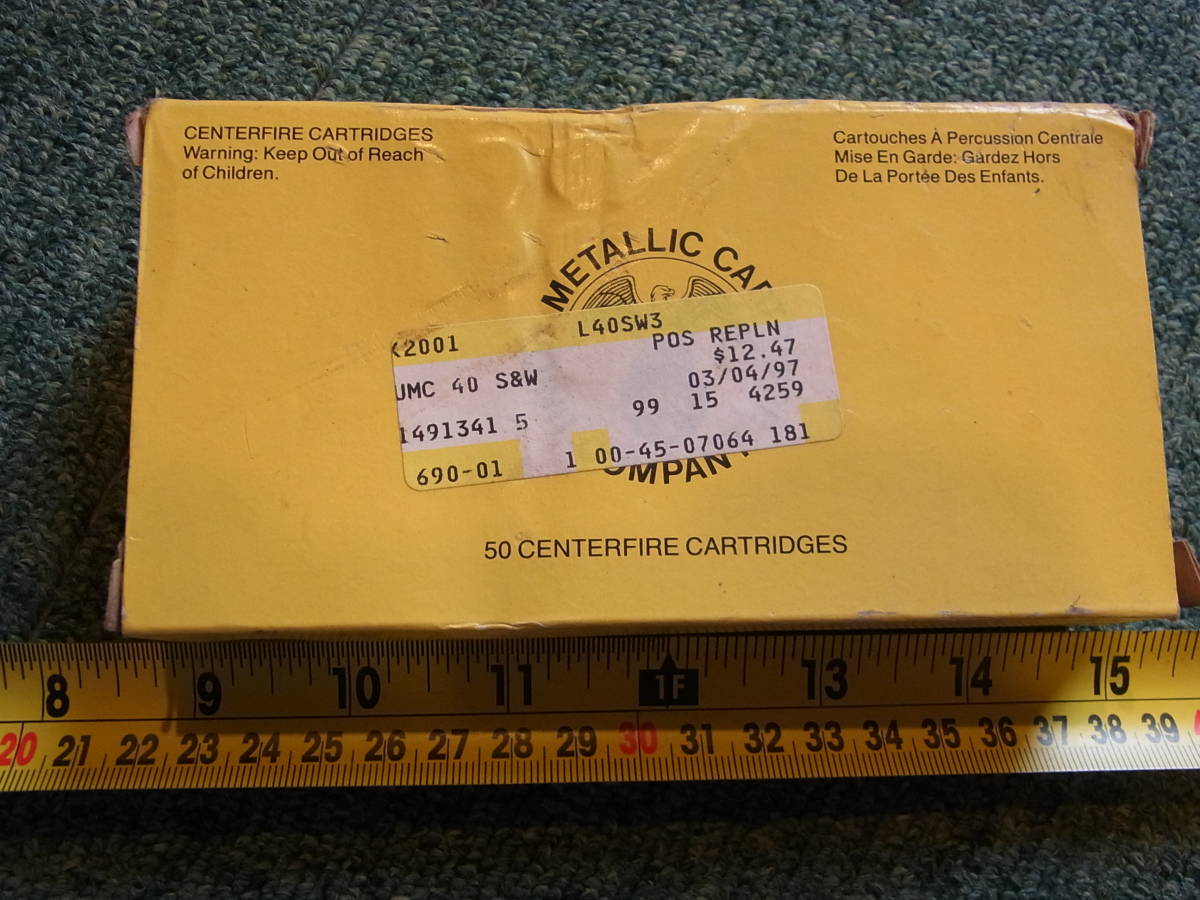 CENTERFIRE CARTRIDGES
Warning: Keep Out of Reach
of Children.
Cartouches À Percussion Centrale
Mise En Garde: Gardez Hors
De La Portée Des Enfants.
METALLIC CAR
L40SW3
2001 POS REPLN
$12.47
UMC 40 S&W 03/04/97
99 15 4259
1491341 5
690-01 1 00-45-07064 181
OMPAN
50 CENTERFIRE CARTRIDGES
8 9 10 11 1F 13 14 15
20 21 22 23 24 25 26 27 28 29 30 31 32 33 34 35 36 37 38 39